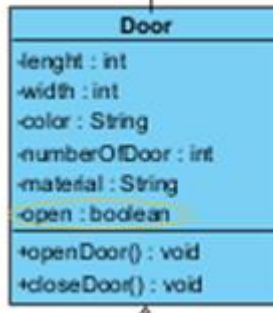 Door
-lenght : int
-width : int
-color : String
-numberOfDoor : int
-material : String
-open : boolean
+openDoor() : void
+closeDoor() : void